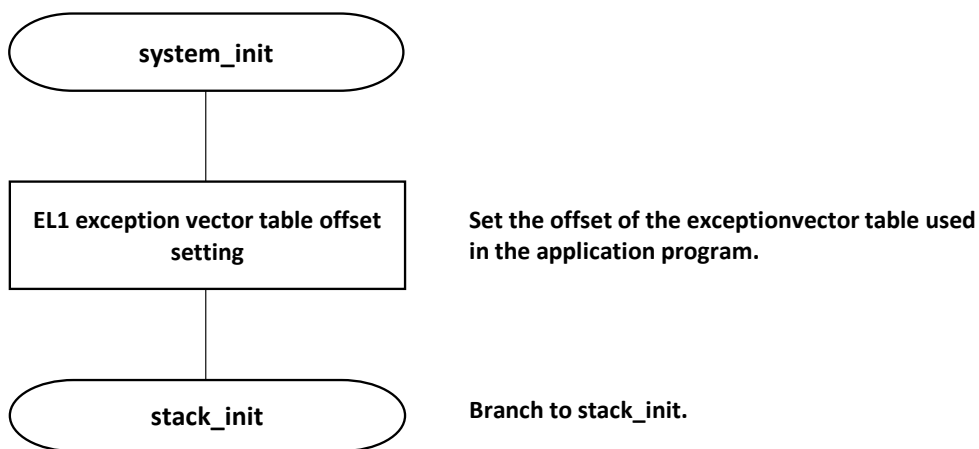 system_init
EL1 exception vector table offset
setting
Set the offset of the exceptionvector table used
in the application program.
stack_init
Branch to stack_init.